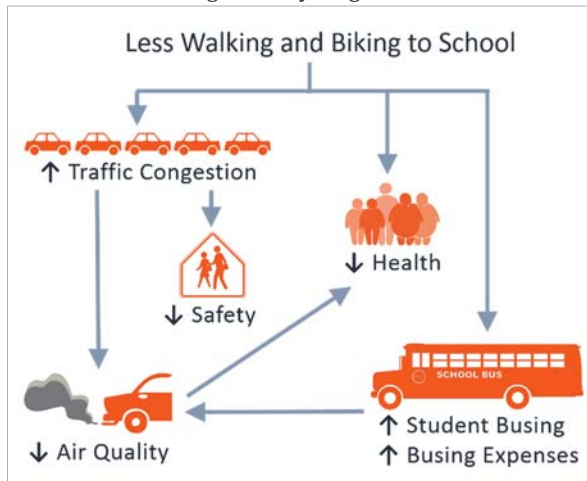 Less Walking and Biking to School
↑ Traffic Congestion
↓ Health
↓ Safety
SCHOOL BUS
↑ Student Busing
↑ Busing Expenses
↓ Air Quality